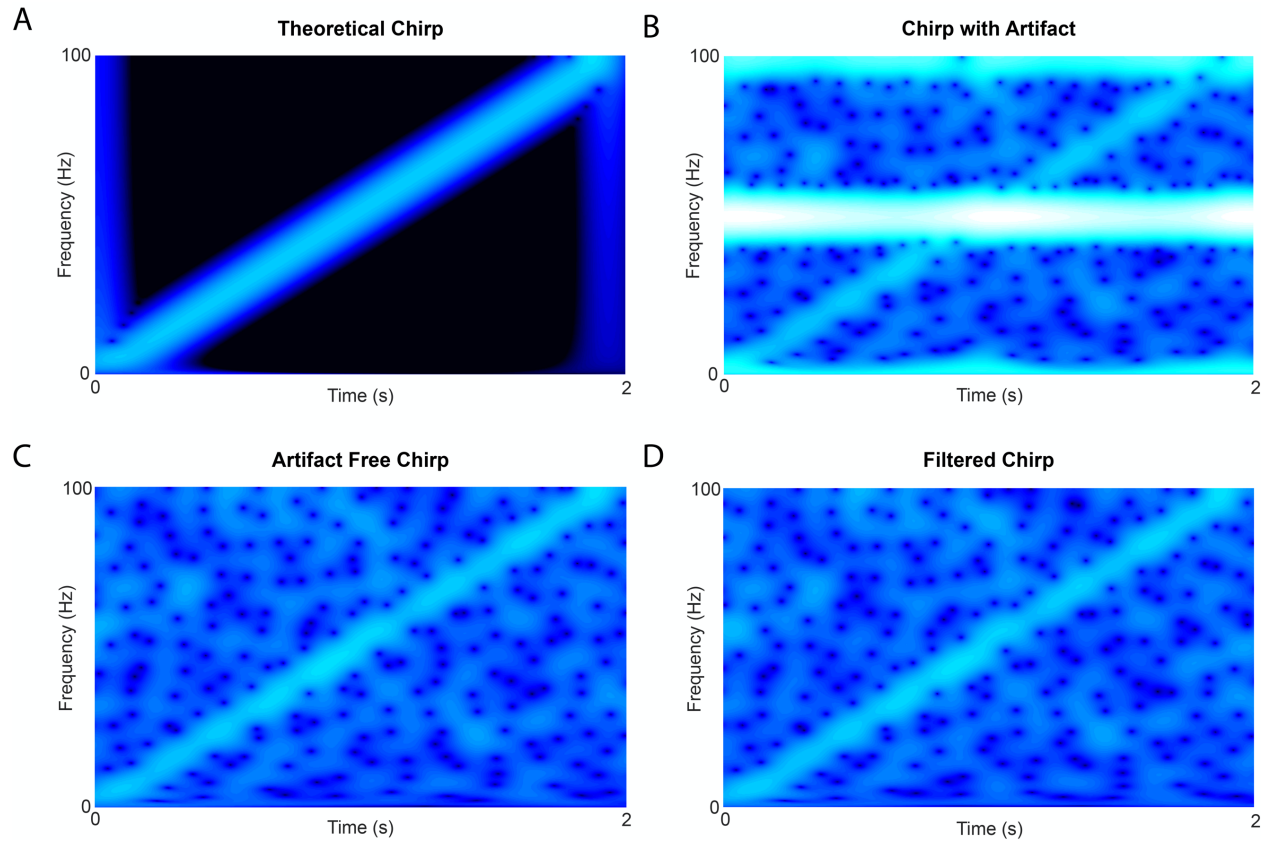 A
Theoretical Chirp
100
Frequency (Hz)
0
0
Time (s)
2
B
Chirp with Artifact
100
Frequency (Hz)
0
0
Time (s)
2
C
Artifact Free Chirp
100
Frequency (Hz)
0
0
Time (s)
2
D
Filtered Chirp
100
Frequency (Hz)
0
0
Time (s)
2